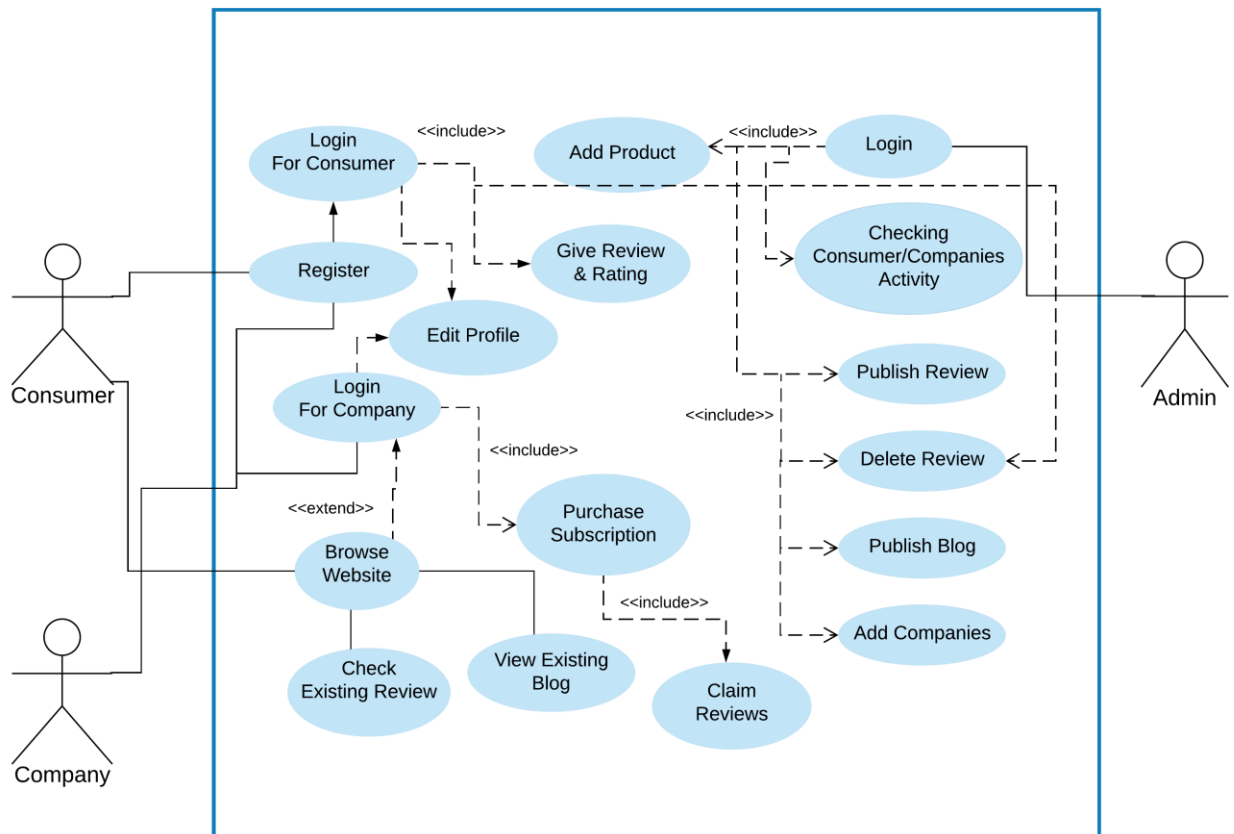 <<include>>
Login
For Consumer
Add Product
<<include>>
Login
Register
Give Review
& Rating
Checking
Consumer/Companies
Activity
Edit Profile
Consumer
Login
For Company
Publish Review
Admin
<<include>>
<<include>>
Delete Review
<<extend>>
Purchase
Subscription
Browse
Website
Publish Blog
<<include>>
Add Companies
Check
Existing Review
View Existing
Blog
Claim
Reviews
Company